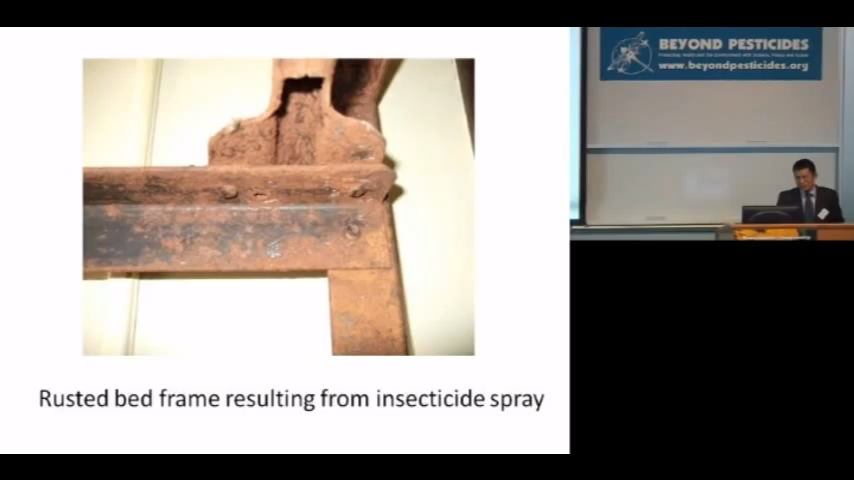 BEYOND PESTICIDES
www.beyondpesticides.org
Rusted bed frame resulting from insecticide spray